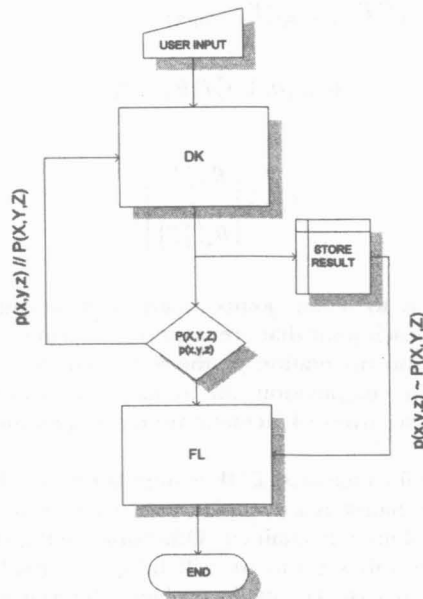 USER INPUT
DK
STORE
RESULT
p(x,y,z) // P(X,Y,Z)
P(X,Y,Z)
p(x,y,z)
p(x,y,z) ~ P(X,Y,Z)
FL
END